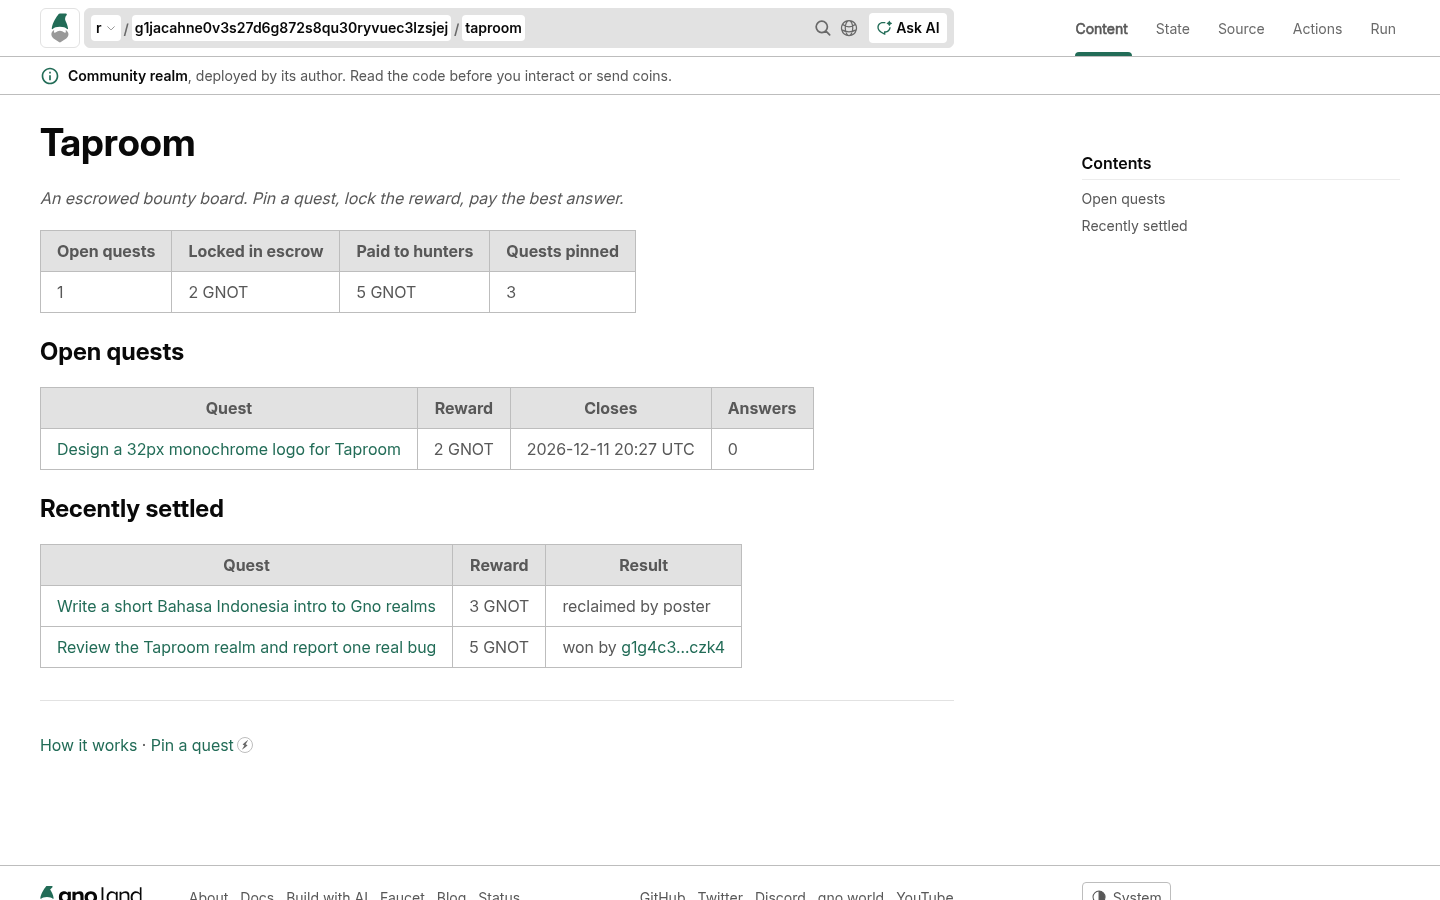 r / g1jacahne0v3s27d6g872s8qu30ryvuec3lzsjej / taproom Ask AI Content State Source Actions Run
Community realm, deployed by its author. Read the code before you interact or send coins.
Taproom
An escrowed bounty board. Pin a quest, lock the reward, pay the best answer.
Open quests Locked in escrow Paid to hunters Quests pinned
1 2 GNOT 5 GNOT 3
Open quests
Quest Reward Closes Answers
Design a 32px monochrome logo for Taproom 2 GNOT 2026-12-11 20:27 UTC 0
Recently settled
Quest Reward Result
Write a short Bahasa Indonesia intro to Gno realms 3 GNOT reclaimed by poster
Review the Taproom realm and report one real bug 5 GNOT won by g1g4c3...czk4
How it works · Pin a quest
Contents
Open quests
Recently settled
gno land About Docs Build with AI Faucet Blog Status GitHub Twitter Discord gno.world YouTube System